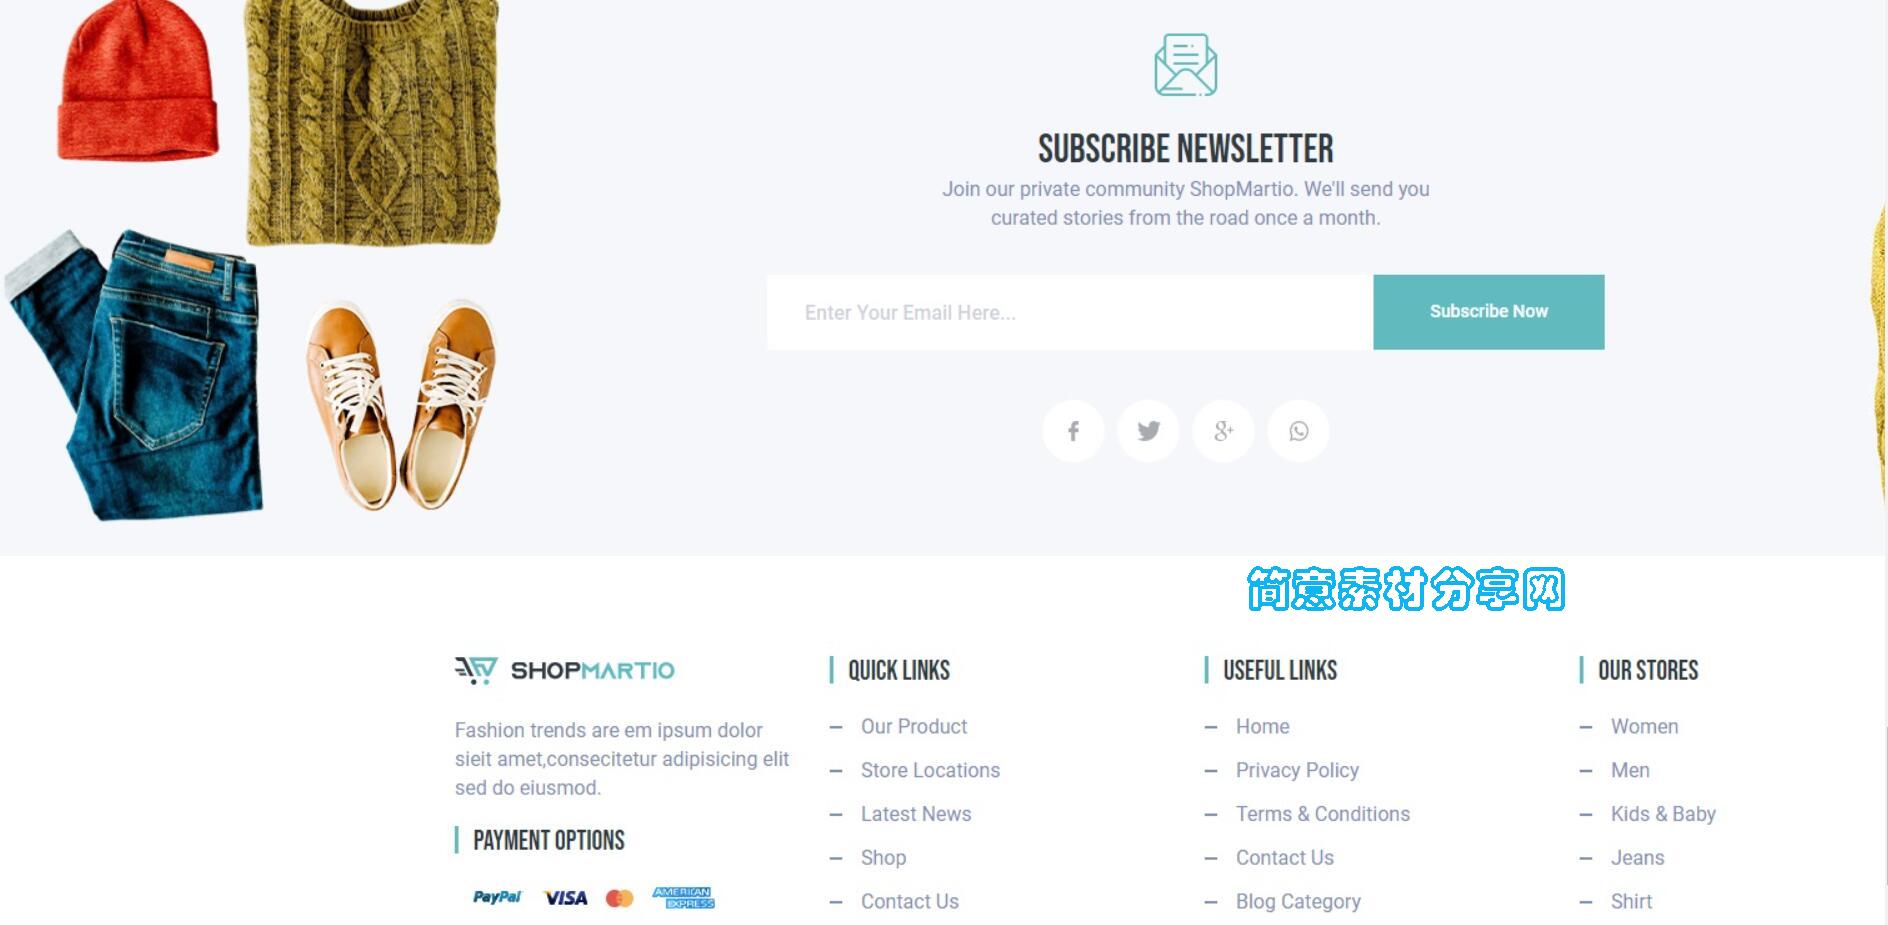 SUBSCRIBE NEWSLETTER
Join our private community ShopMartio. We'll send you
curated stories from the road once a month.
Enter Your Email Here...
Subscribe Now
简意素材分享网
SHOPMARTIO
Fashion trends are em ipsum dolor
sieit amet,consecitetur adipisicing elit
sed do eiusmod.
PAYMENT OPTIONS
PayPal VISA AMERICAN EXPRESS
QUICK LINKS
Our Product
Store Locations
Latest News
Shop
Contact Us
USEFUL LINKS
Home
Privacy Policy
Terms & Conditions
Contact Us
Blog Category
OUR STORES
Women
Men
Kids & Baby
Jeans
Shirt